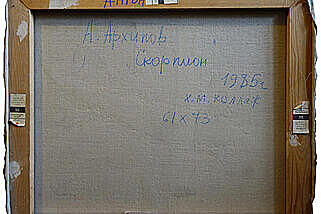 А. Архипов
Скорпион
1985г
х.м. коллаж
61 x 73